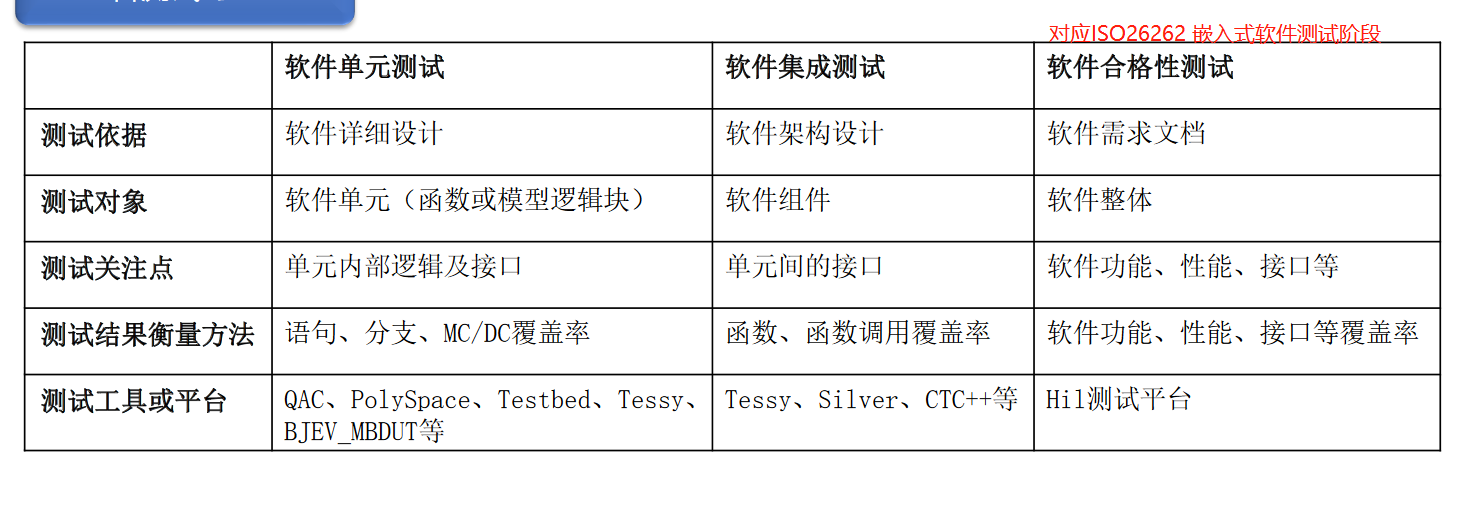 对应ISO26262 嵌入式软件测试阶段
软件单元测试 软件集成测试 软件合格性测试
测试依据 软件详细设计 软件架构设计 软件需求文档
测试对象 软件单元（函数或模型逻辑块） 软件组件 软件整体
测试关注点 单元内部逻辑及接口 单元间的接口 软件功能、性能、接口等
测试结果衡量方法 语句、分支、MC/DC覆盖率 函数、函数调用覆盖率 软件功能、性能、接口等覆盖率
测试工具或平台 QAC、PolySpace、Testbed、Tessy、 Tessy、Silver、CTC++等 Hil测试平台
BJEV_MBDUT等